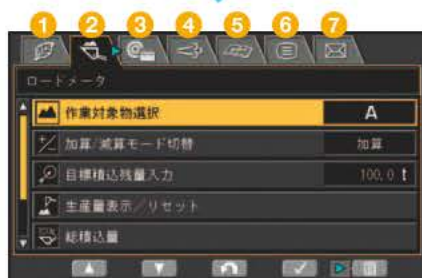 1 2 3 4 5 6 7
ロードメータ
作業対象物選択 A
加算/減算モード切替 加算
目標積込残量入力 100.0 t
生産量表示/リセット
総積込量